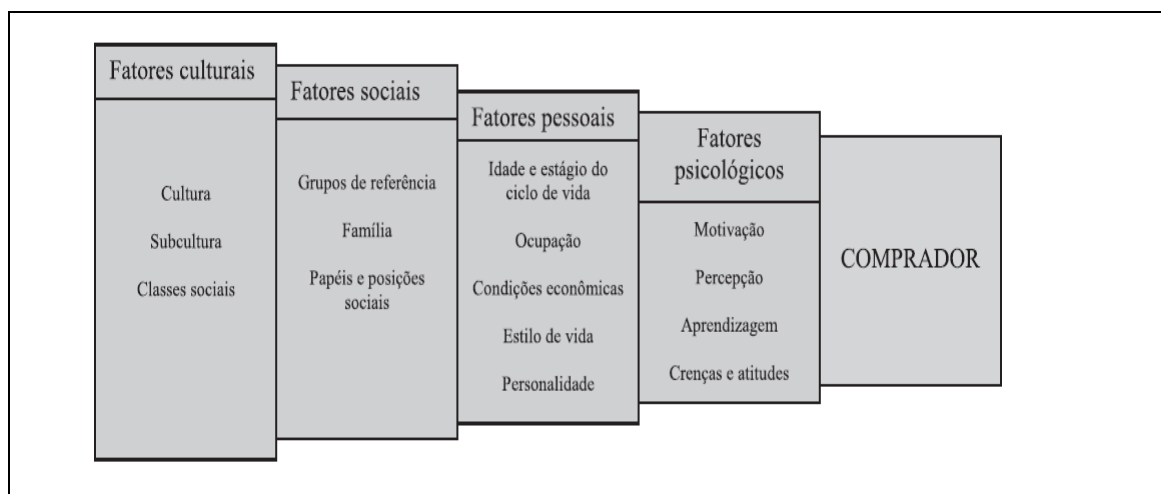 Fatores culturais
Cultura
Subcultura
Classes sociais
Fatores sociais
Grupos de referência
Família
Papéis e posições
sociais
Fatores pessoais
Idade e estágio do
ciclo de vida
Ocupação
Condições econômicas
Estilo de vida
Personalidade
Fatores
psicológicos
Motivação
Percepção
Aprendizagem
Crenças e atitudes
COMPRADOR